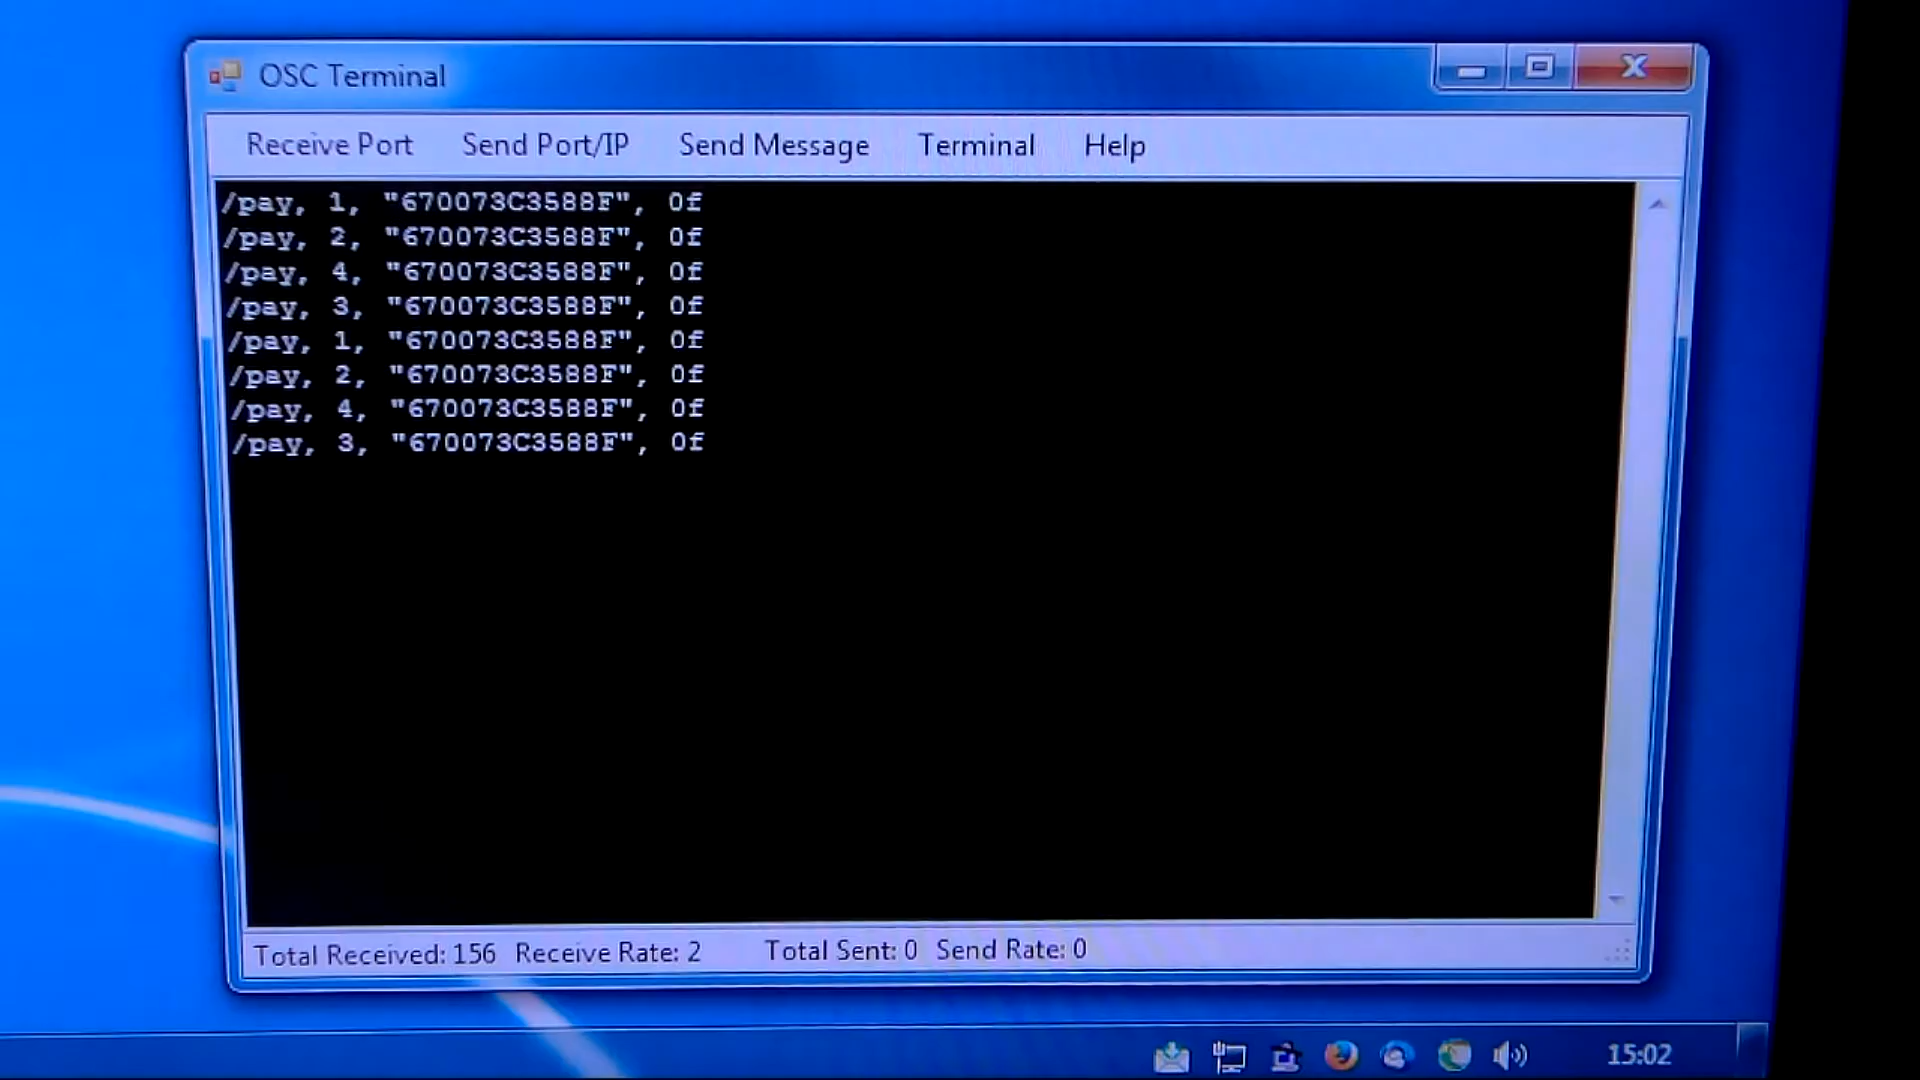 OSC Terminal
Receive Port Send Port/IP Send Message Terminal Help
/pay, 1, "670073C3588F", 0f
/pay, 2, "670073C3588F", 0f
/pay, 4, "670073C3588F", 0f
/pay, 3, "670073C3588F", 0f
/pay, 1, "670073C3588F", 0f
/pay, 2, "670073C3588F", 0f
/pay, 4, "670073C3588F", 0f
/pay, 3, "670073C3588F", 0f
Total Received: 156 Receive Rate: 2 Total Sent: 0 Send Rate: 0
15:02